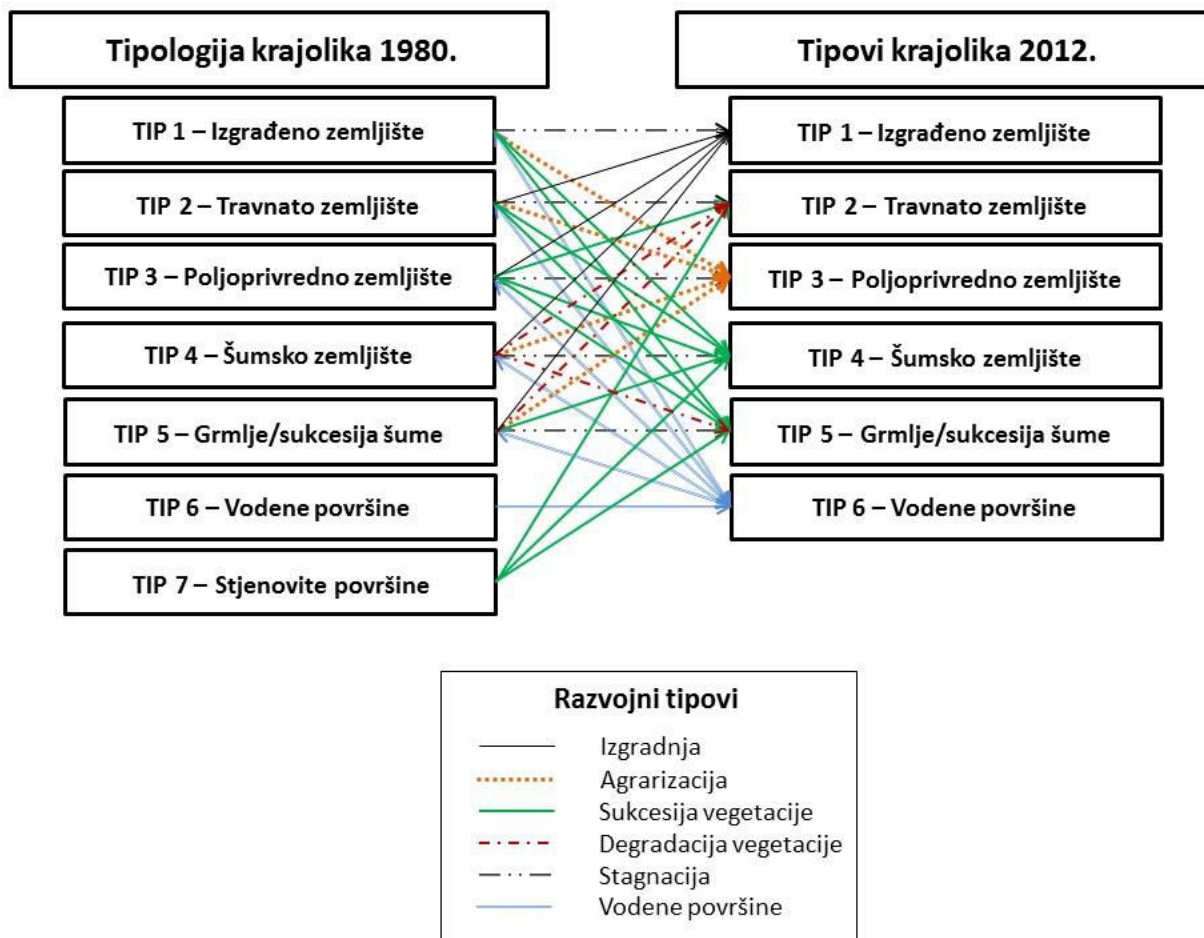 Tipologija krajolika 1980.
TIP 1 – Izgrađeno zemljište
TIP 2 – Travnato zemljište
TIP 3 – Poljoprivredno zemljište
TIP 4 – Šumsko zemljište
TIP 5 – Grmlje/sukcesija šume
TIP 6 – Vodene površine
TIP 7 – Stjenovite površine
Tipovi krajolika 2012.
TIP 1 – Izgrađeno zemljište
TIP 2 – Travnato zemljište
TIP 3 – Poljoprivredno zemljište
TIP 4 – Šumsko zemljište
TIP 5 – Grmlje/sukcesija šume
TIP 6 – Vodene površine
Razvojni tipovi
Izgradnja
Agrarizacija
Sukcesija vegetacije
Degradacija vegetacije
Stagnacija
Vodene površine